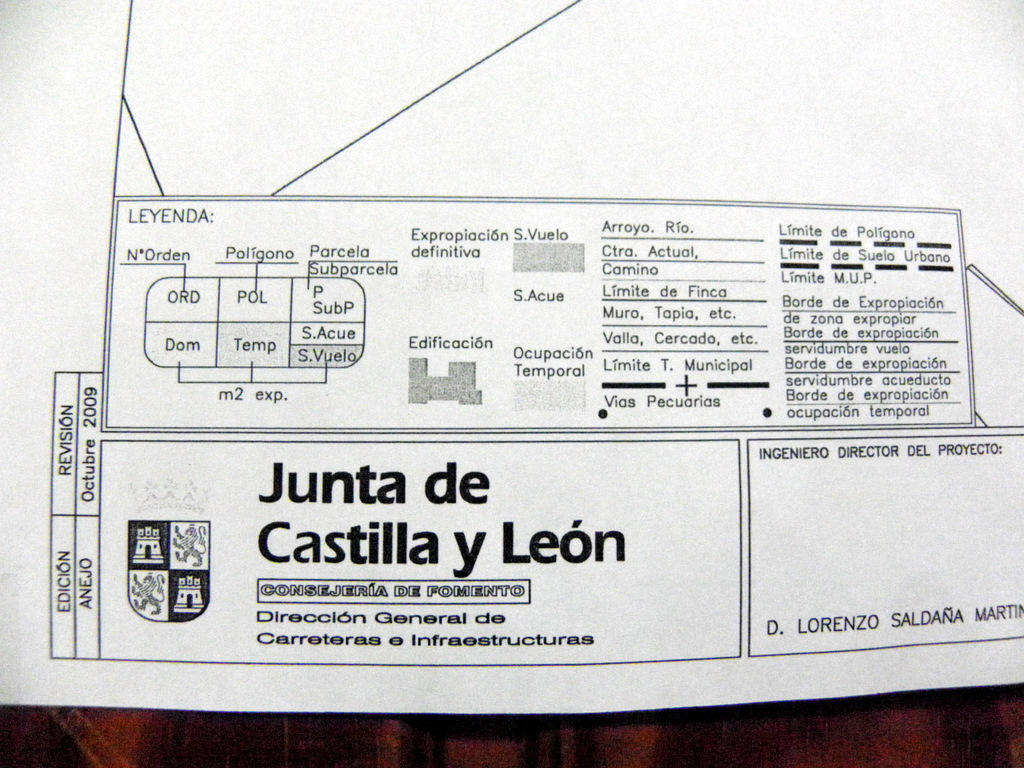 LEYENDA:
NºOrden
Polígono
Parcela
Subparcela
ORD
POL
P
SubP
Dom
Temp
S.Acue
S.Vuelo
m2 exp.
Expropiación
definitiva
Edificación
S.Vuelo
S.Acue
Ocupación
Temporal
Arroyo. Río.
Ctra. Actual,
Camino
Límite de Finca
Muro, Tapia, etc.
Valla, Cercado, etc.
Límite T. Municipal
Vias Pecuarias
Límite de Polígono
Límite de Suelo Urbano
Límite M.U.P.
Borde de Expropiación
de zona expropiar
Borde de expropiación
servidumbre vuelo
Borde de expropiación
servidumbre acueducto
Borde de expropiación
ocupación temporal
REVISIÓN
Octubre 2009
EDICIÓN
ANEJO
Junta de
Castilla y León
CONSEJERÍA DE FOMENTO
Dirección General de
Carreteras e Infraestructuras
INGENIERO DIRECTOR DEL PROYECTO:
D. LORENZO SALDAÑA MARTIN